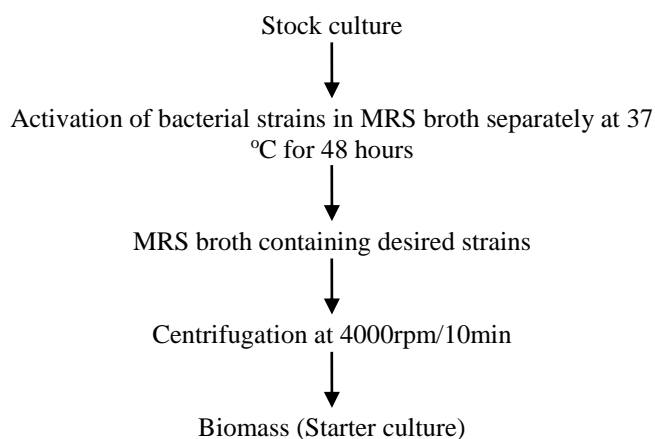 Stock culture
Activation of bacterial strains in MRS broth separately at 37
ºC for 48 hours
MRS broth containing desired strains
Centrifugation at 4000rpm/10min
Biomass (Starter culture)